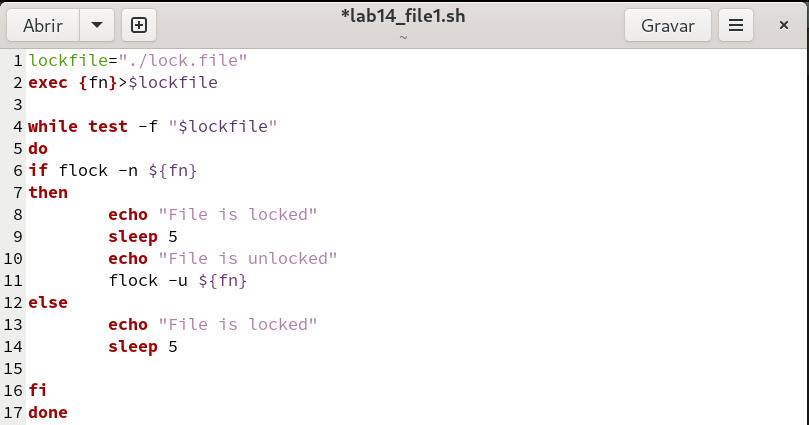 Abrir
*lab14_file1.sh
~
Gravar
1 lockfile="./lock.file"
2 exec {fn}>$lockfile
3
4 while test -f "$lockfile"
5 do
6 if flock -n ${fn}
7 then
8         echo "File is locked"
9         sleep 5
10         echo "File is unlocked"
11         flock -u ${fn}
12 else
13         echo "File is locked"
14         sleep 5
15
16 fi
17 done